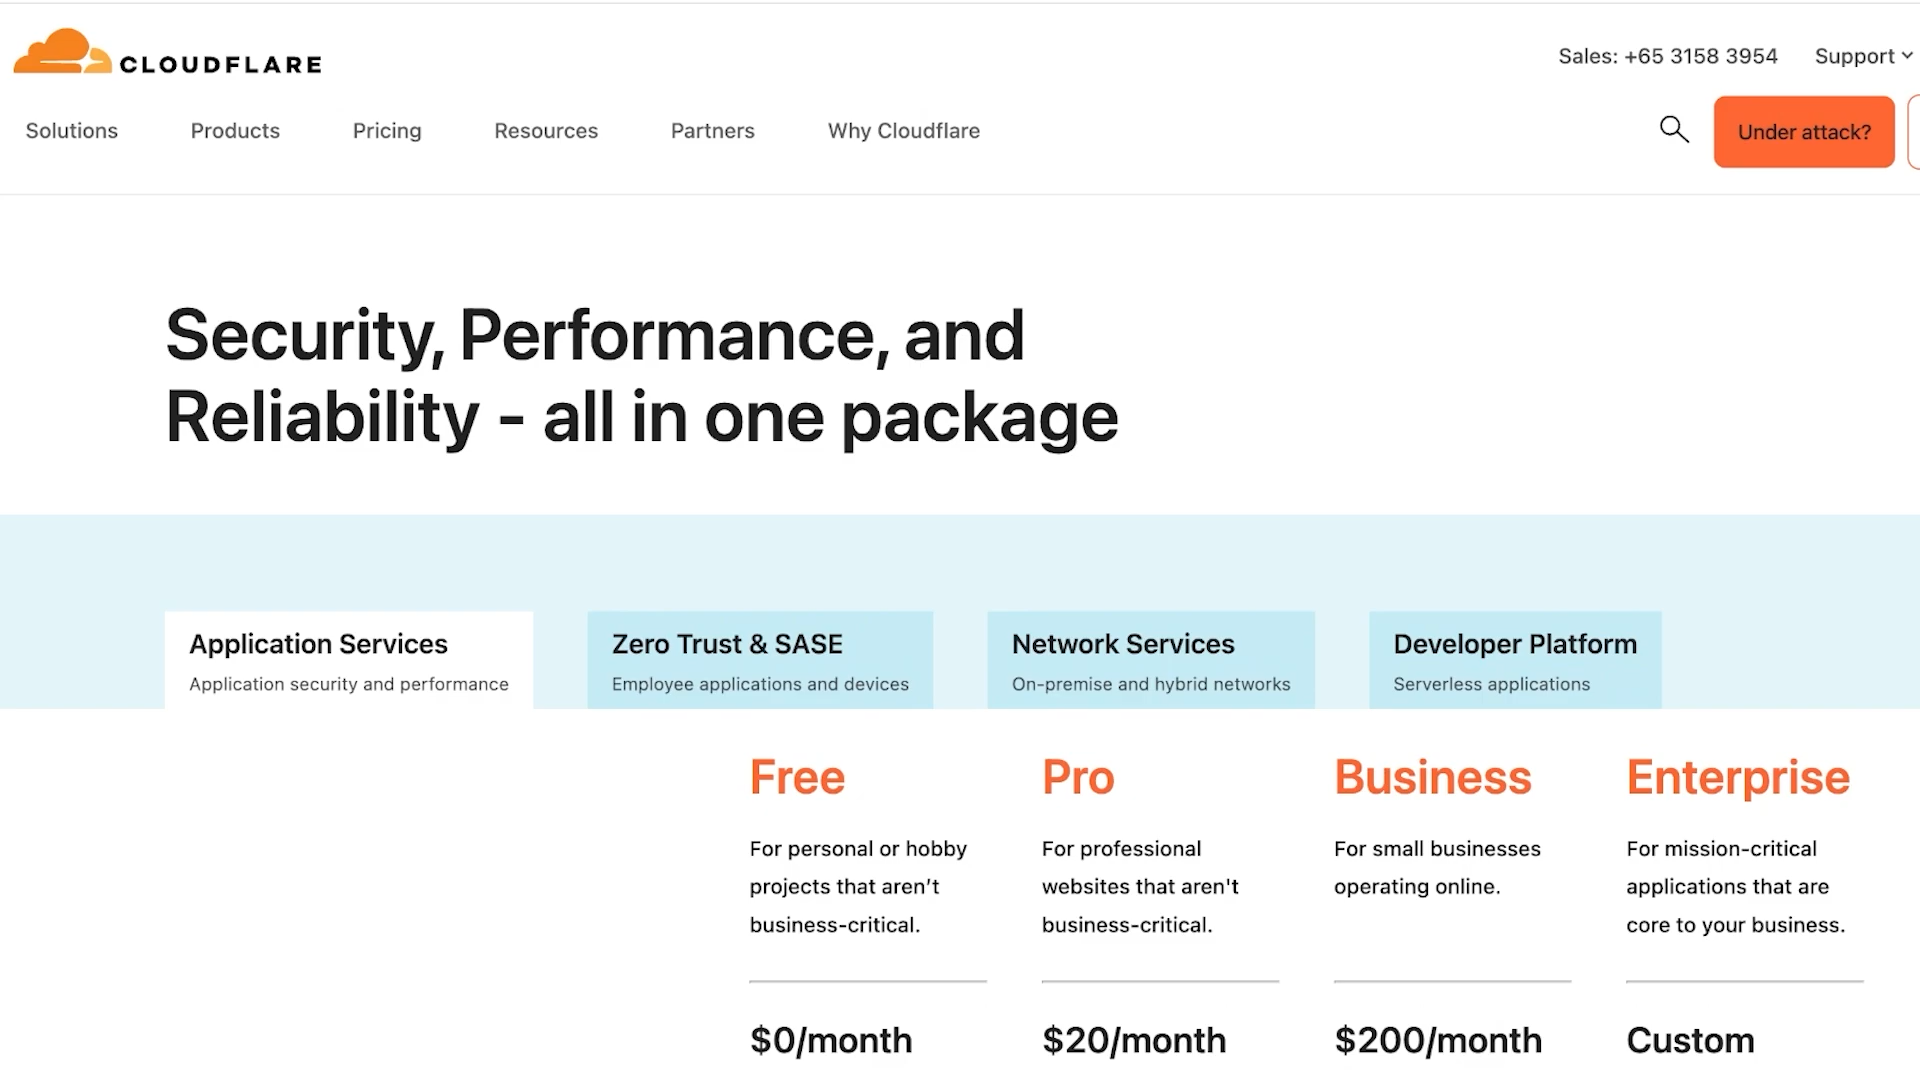 CLOUDFLARE
Sales: +65 3158 3954
Support
Solutions
Products
Pricing
Resources
Partners
Why Cloudflare
Under attack?
Security, Performance, and
Reliability - all in one package
Application Services
Application security and performance
Zero Trust & SASE
Employee applications and devices
Network Services
On-premise and hybrid networks
Developer Platform
Serverless applications
Free
For personal or hobby
projects that aren’t
business-critical.
$0/month
Pro
For professional
websites that aren't
business-critical.
$20/month
Business
For small businesses
operating online.
$200/month
Enterprise
For mission-critical
applications that are
core to your business.
Custom